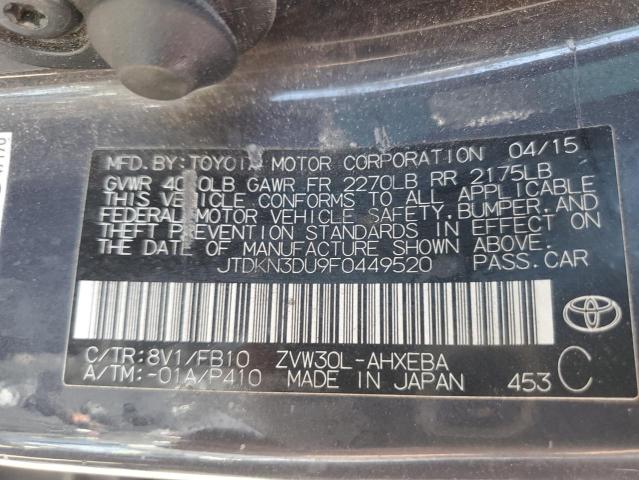 MFD. BY: TOYOTA MOTOR CORPORATION 04/15
GVWR LB GAWR FR 2270LB RR 2175LB
THIS VEHICLE CONFORMS TO ALL APPLICABLE
FEDERAL MOTOR VEHICLE SAFETY, BUMPER, AND
THEFT PREVENTION STANDARDS IN EFFECT ON
THE DATE OF MANUFACTURE SHOWN ABOVE.
JTDKN3DU9F0449520 PASS. CAR
C/TR: 8V1/FB10 ZVW30L-AHXEBA
A/TM: -01A/P410 MADE IN JAPAN 453 C